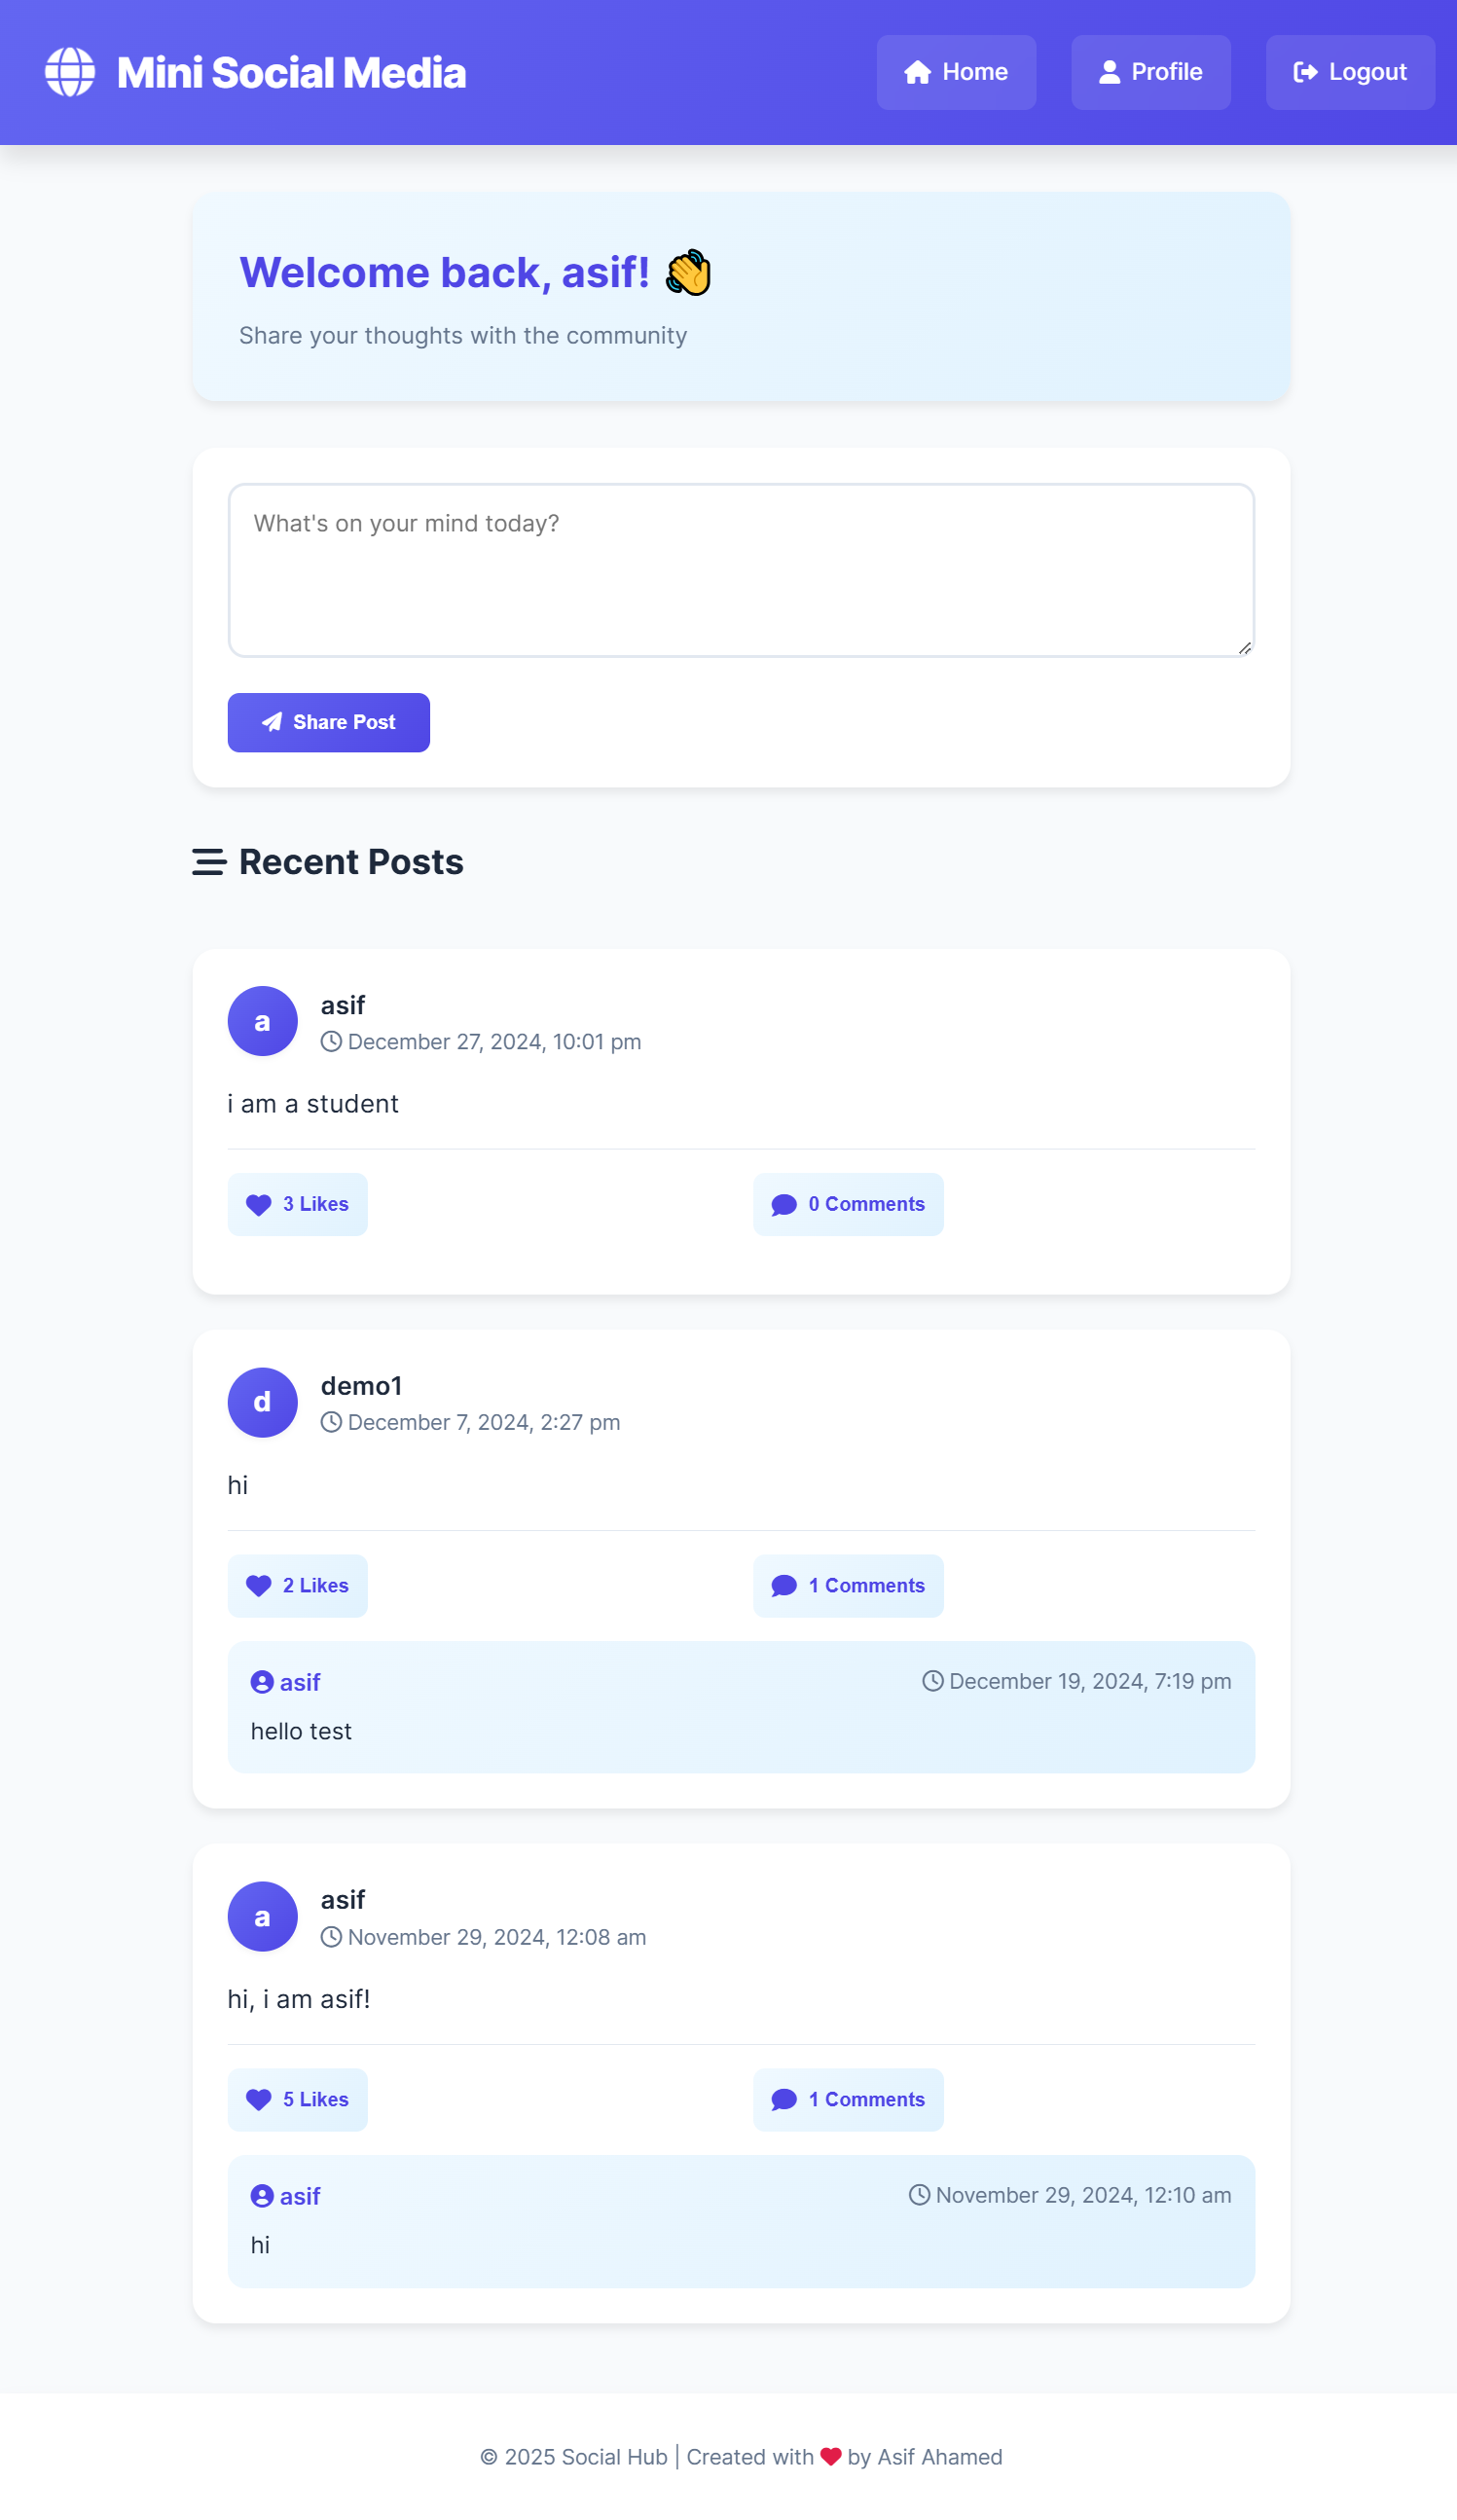 Mini Social Media
Home
Profile
Logout
Welcome back, asif! 👋
Share your thoughts with the community
What's on your mind today?
Share Post
Recent Posts
a
asif
December 27, 2024, 10:01 pm
i am a student
3 Likes
0 Comments
d
demo1
December 7, 2024, 2:27 pm
hi
2 Likes
1 Comments
asif
December 19, 2024, 7:19 pm
hello test
a
asif
November 29, 2024, 12:08 am
hi, i am asif!
5 Likes
1 Comments
asif
November 29, 2024, 12:10 am
hi
© 2025 Social Hub | Created with ❤ by Asif Ahamed